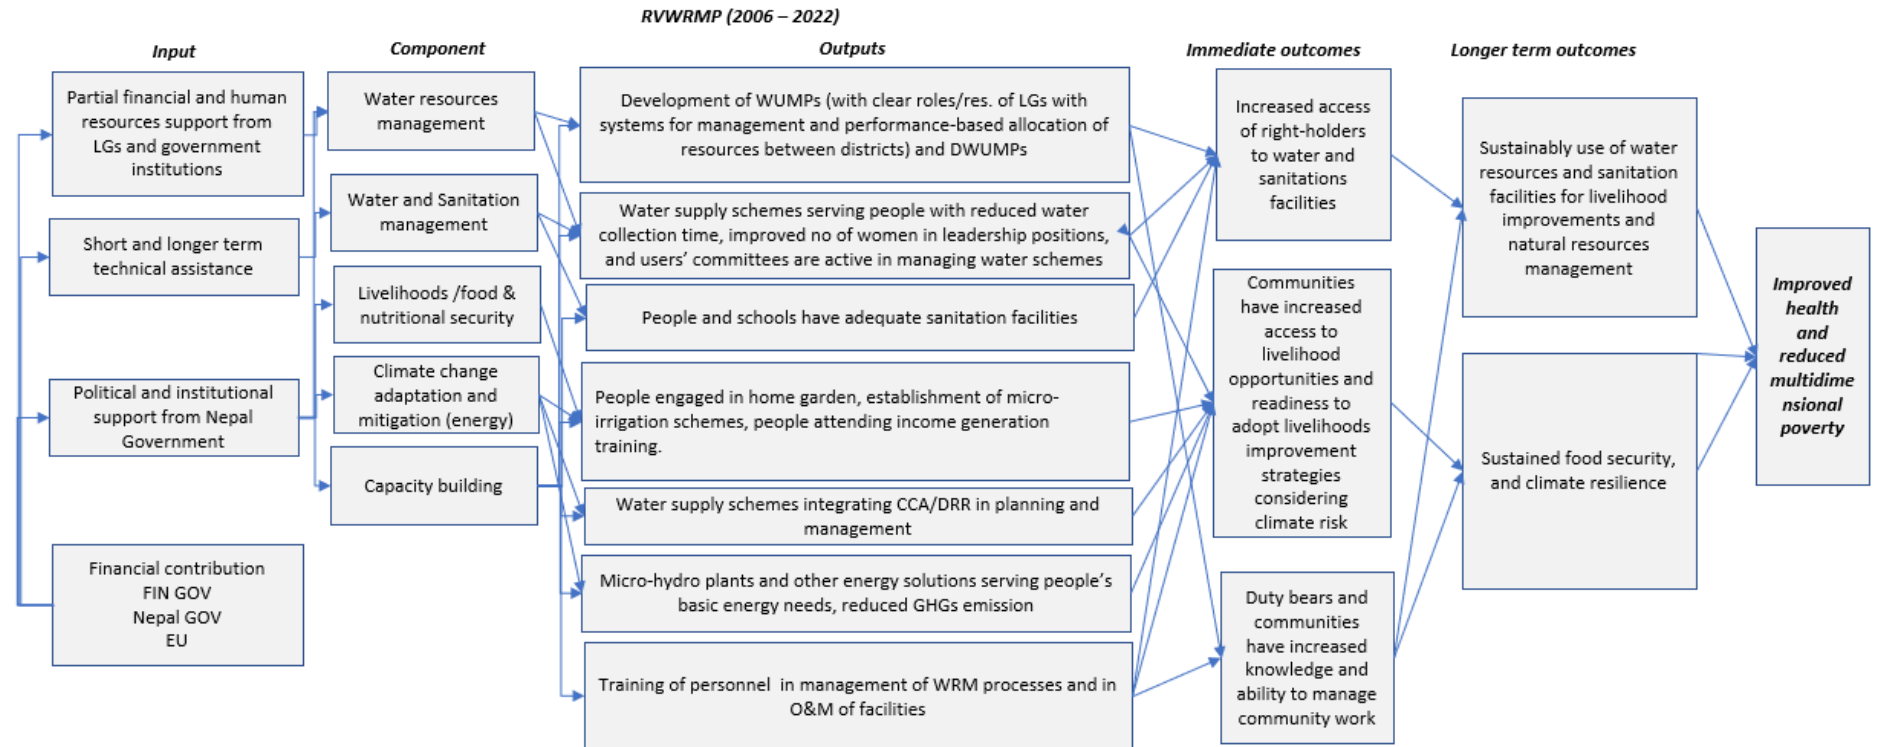 RVWRMP (2006 – 2022)
Input
Component
Outputs
Immediate outcomes
Longer term outcomes
Partial financial and human
resources support from
LGs and government
institutions
Short and longer term
technical assistance
Political and institutional
support from Nepal
Government
Financial contribution
FIN GOV
Nepal GOV
EU
Water resources
management
Water and Sanitation
management
Livelihoods /food &
nutritional security
Climate change
adaptation and
mitigation (energy)
Capacity building
Development of WUMPs (with clear roles/res. of LGs with
systems for management and performance-based allocation of
resources between districts) and DWUMPs
Water supply schemes serving people with reduced water
collection time, improved no of women in leadership positions,
and users’ committees are active in managing water schemes
People and schools have adequate sanitation facilities
People engaged in home garden, establishment of micro-
irrigation schemes, people attending income generation
training.
Water supply schemes integrating CCA/DRR in planning and
management
Micro-hydro plants and other energy solutions serving people’s
basic energy needs, reduced GHGs emission
Training of personnel in management of WRM processes and in
O&M of facilities
Increased access
of right-holders
to water and
sanitations
facilities
Communities
have increased
access to
livelihood
opportunities and
readiness to
adopt livelihoods
improvement
strategies
considering
climate risk
Duty bears and
communities
have increased
knowledge and
ability to manage
community work
Sustainably use of water
resources and sanitation
facilities for livelihood
improvements and
natural resources
management
Sustained food security,
and climate resilience
Improved
health
and
reduced
multidime
nsional
poverty